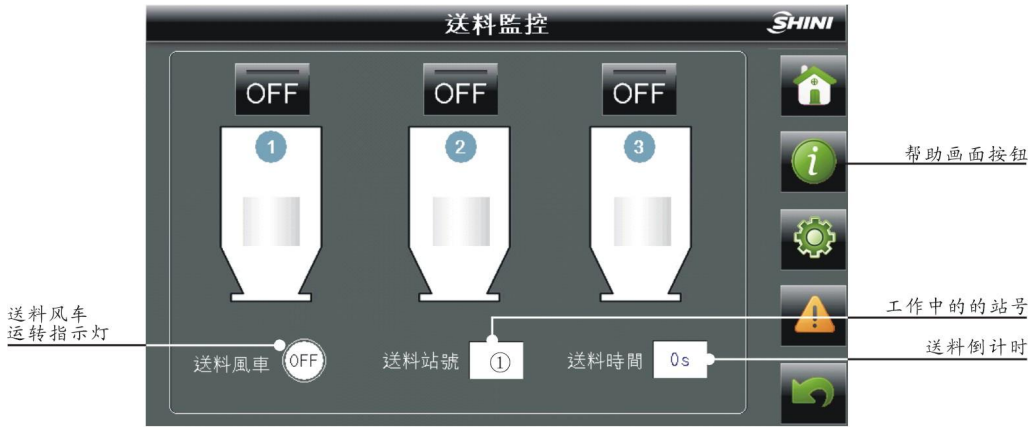 送料監控
SHINI
OFF
OFF
OFF
1
2
3
帮助画面按钮
送料风车
运转指示灯
工作中的的站号
送料倒计时
送料風車
OFF
送料站號
①
送料時間
0s